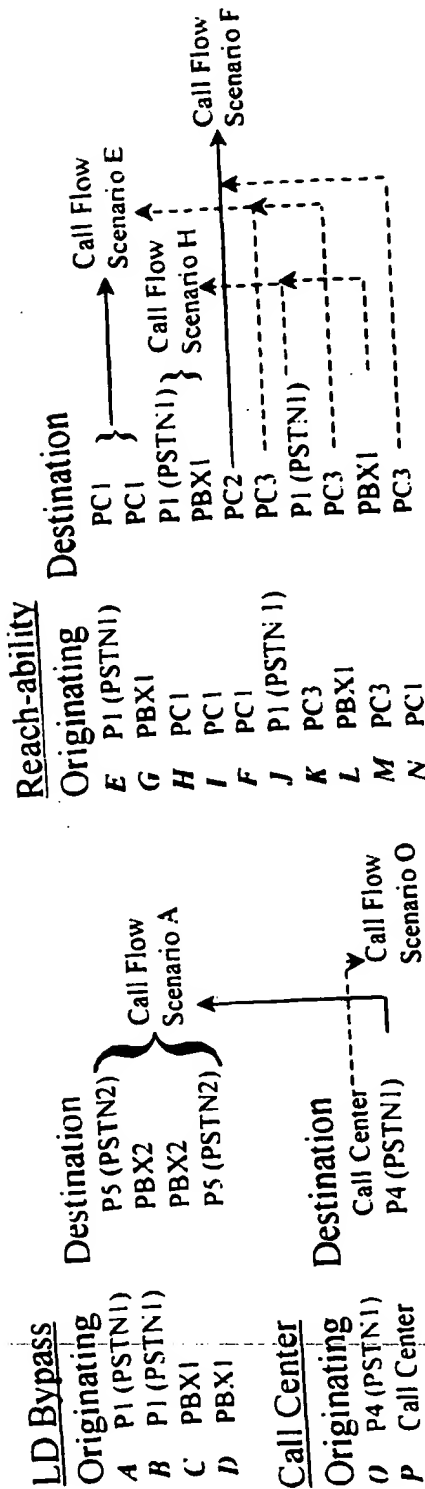 LD Bypass
Originating Destination
A P1 (PSTN1) P5 (PSTN2)
B P1 (PSTN1) PBX2
C PBX1 PBX2
D PBX1 P5 (PSTN2)
Call Flow
Scenario A
Call Center
Originating Destination
O P4 (PSTN1) Call Center
P Call Center P4 (PSTN1)
Call Flow
Scenario O
Reach-ability
Originating Destination
E P1 (PSTN1) PC1
G PBX1 PC1
H PC1 P1 (PSTN1)
I PC1 PBX1
F PC1 PC2
J P1 (PSTN1) PC3
K PC3 P1 (PSTN1)
L PBX1 PC3
M PC3 PBX1
N PC1 PC3
Call Flow
Scenario E
Call Flow
Scenario H
Call Flow
Scenario F